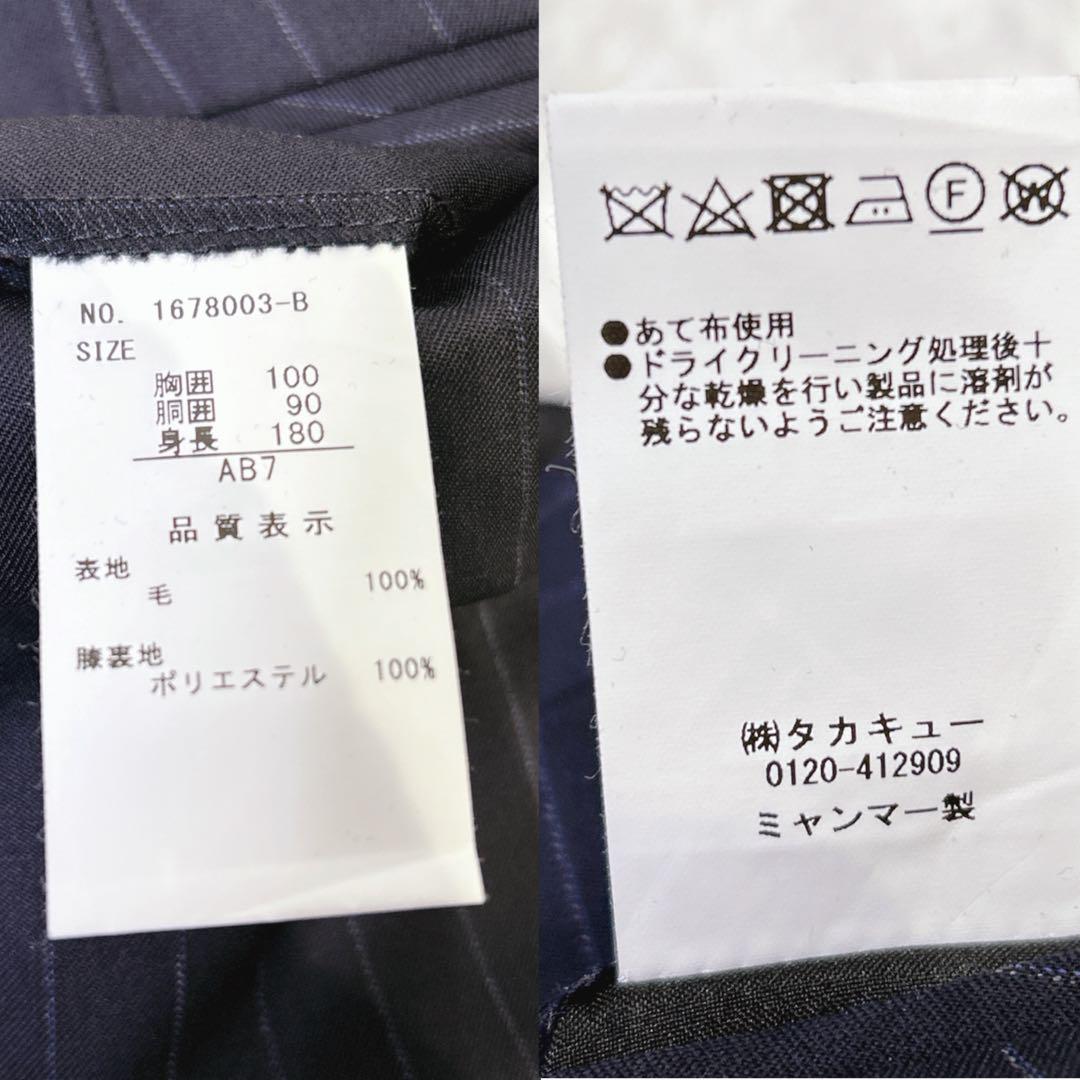 NO. 1678003-B
SIZE
胸囲 100
胴囲 90
身長 180
AB7
品質表示
表地
毛 100%
膝裏地
ポリエステル 100%
F
W
●あて布使用
●ドライクリーニング処理後十
分な乾燥を行い製品に溶剤が
残らないようご注意ください。
㈱タカキュー
0120-412909
ミャンマー製